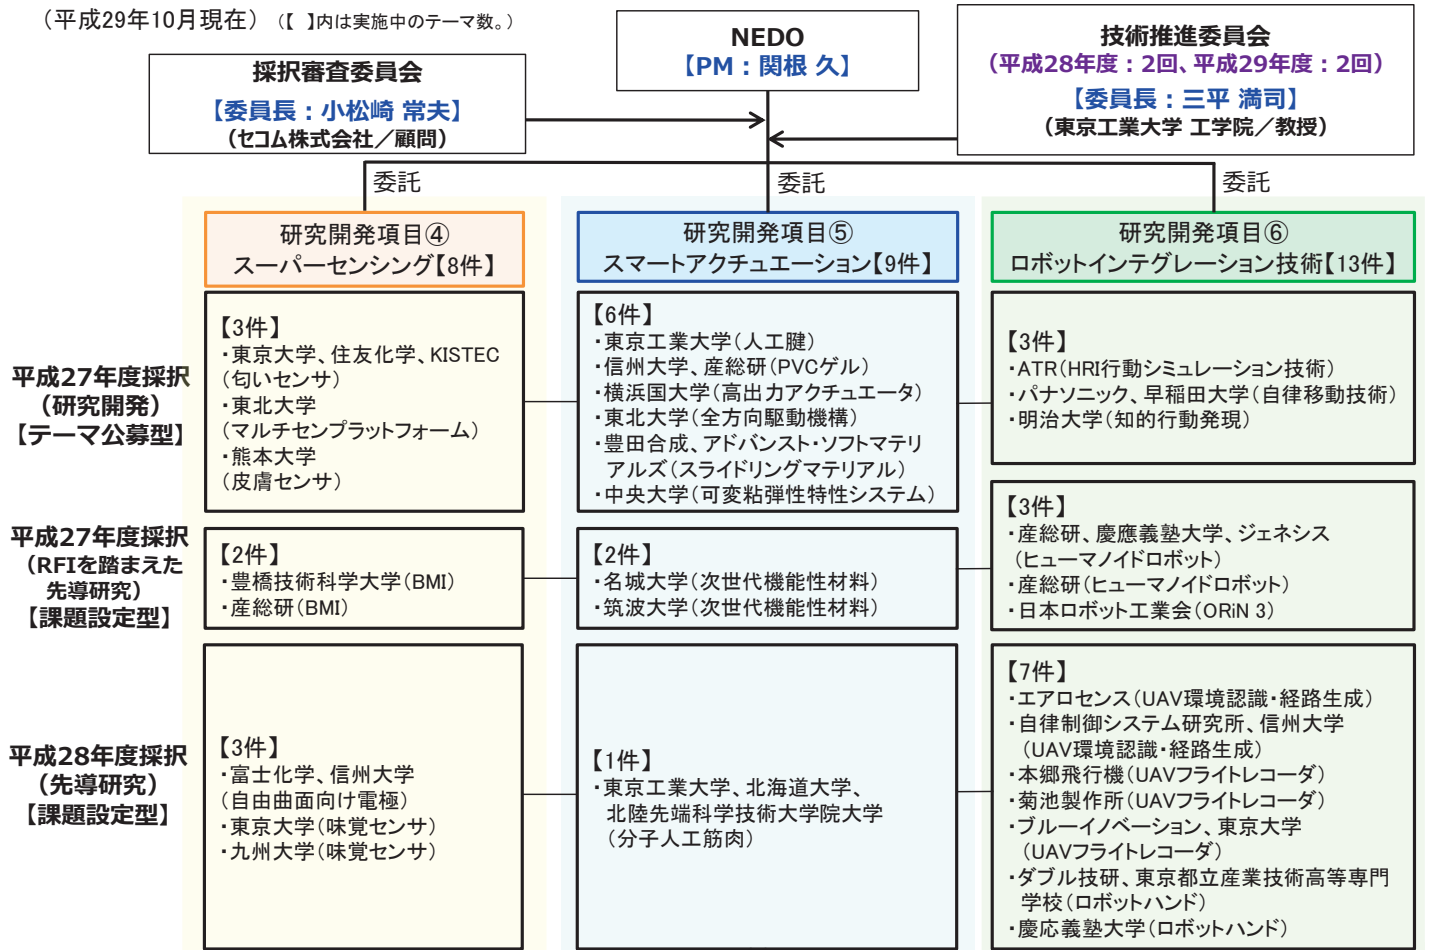 (平成29年10月現在) (【 】内は実施中のテーマ数。)
採択審査委員会
【委員長：小松崎 常夫】
(セコム株式会社／顧問)
NEDO
【PM：関根 久】
技術推進委員会
(平成28年度：2回、平成29年度：2回)
【委員長：三平 満司】
(東京工業大学 工学院／教授)
委託
委託
委託
研究開発項目④
スーパーセンシング【8件】
研究開発項目⑤
スマートアクチュエーション【9件】
研究開発項目⑥
ロボットインテグレーション技術【13件】
平成27年度採択
(研究開発)
【テーマ公募型】
【3件】
・東京大学、住友化学、KISTEC
(匂いセンサ)
・東北大学
(マルチセンプラットフォーム)
・熊本大学
(皮膚センサ)
【6件】
・東京工業大学(人工腱)
・信州大学、産総研(PVCゲル)
・横浜国大学(高出力アクチュエータ)
・東北大学(全方向駆動機構)
・豊田合成、アドバンスト・ソフトマテリ
アルズ(スライドリングマテリアル)
・中央大学(可変粘弾性特性システム)
【3件】
・ATR(HRI行動シミュレーション技術)
・パナソニック、早稲田大学(自律移動技術)
・明治大学(知的行動発現)
平成27年度採択
(RFIを踏まえた
先導研究)
【課題設定型】
【2件】
・豊橋技術科学大学(BMI)
・産総研(BMI)
【2件】
・名城大学(次世代機能性材料)
・筑波大学(次世代機能性材料)
【3件】
・産総研、慶應義塾大学、ジェネシス
(ヒューマノイドロボット)
・産総研(ヒューマノイドロボット)
・日本ロボット工業会(ORiN 3)
平成28年度採択
(先導研究)
【課題設定型】
【3件】
・富士化学、信州大学
(自由曲面向け電極)
・東京大学(味覚センサ)
・九州大学(味覚センサ)
【1件】
・東京工業大学、北海道大学、
北陸先端科学技術大学院大学
(分子人工筋肉)
【7件】
・エアロセンス(UAV環境認識・経路生成)
・自律制御システム研究所、信州大学
(UAV環境認識・経路生成)
・本郷飛行機(UAVフライトレコーダ)
・菊池製作所(UAVフライトレコーダ)
・ブルーイノベーション、東京大学
(UAVフライトレコーダ)
・ダブル技研、東京都立産業技術高等専門
学校(ロボットハンド)
・慶応義塾大学(ロボットハンド)